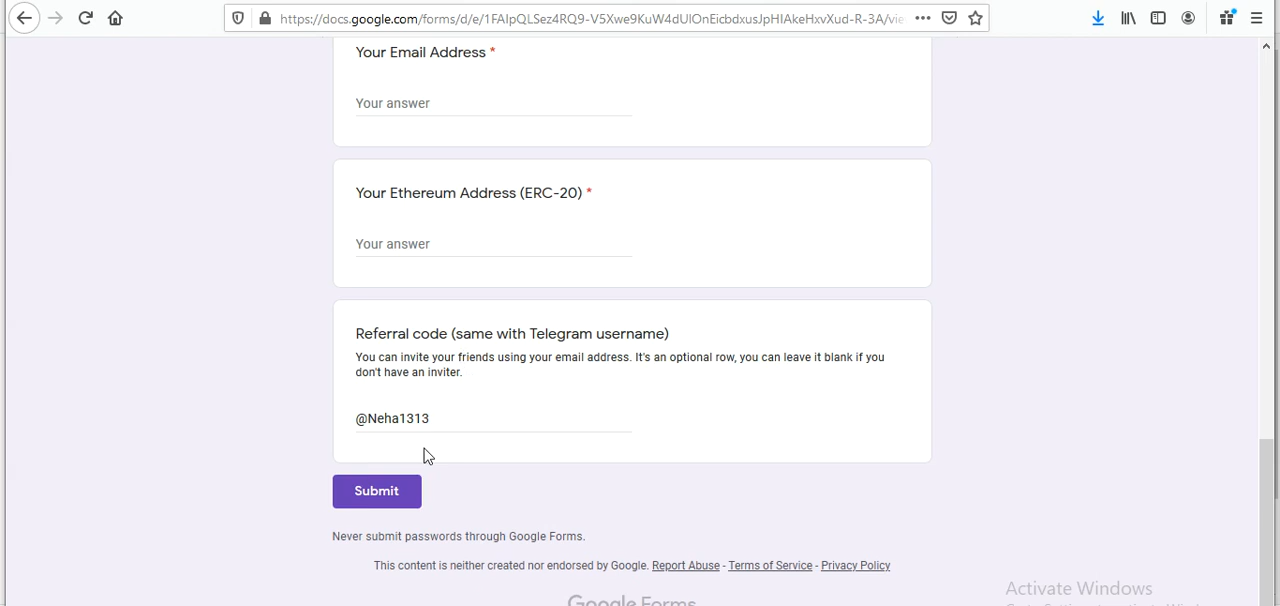 https://docs.google.com/forms/d/e/1FAIpQLSez4RQ9-V5Xwe9KuW4dUIOnEicbdxusJpHIAkeHxvXud-R-3A/vie
Your Email Address *
Your answer
Your Ethereum Address (ERC-20) *
Your answer
Referral code (same with Telegram username)
You can invite your friends using your email address. It's an optional row, you can leave it blank if you
don't have an inviter.
@Neha1313
Submit
Never submit passwords through Google Forms.
This content is neither created nor endorsed by Google. Report Abuse - Terms of Service - Privacy Policy
Activate Windows
Google Forms